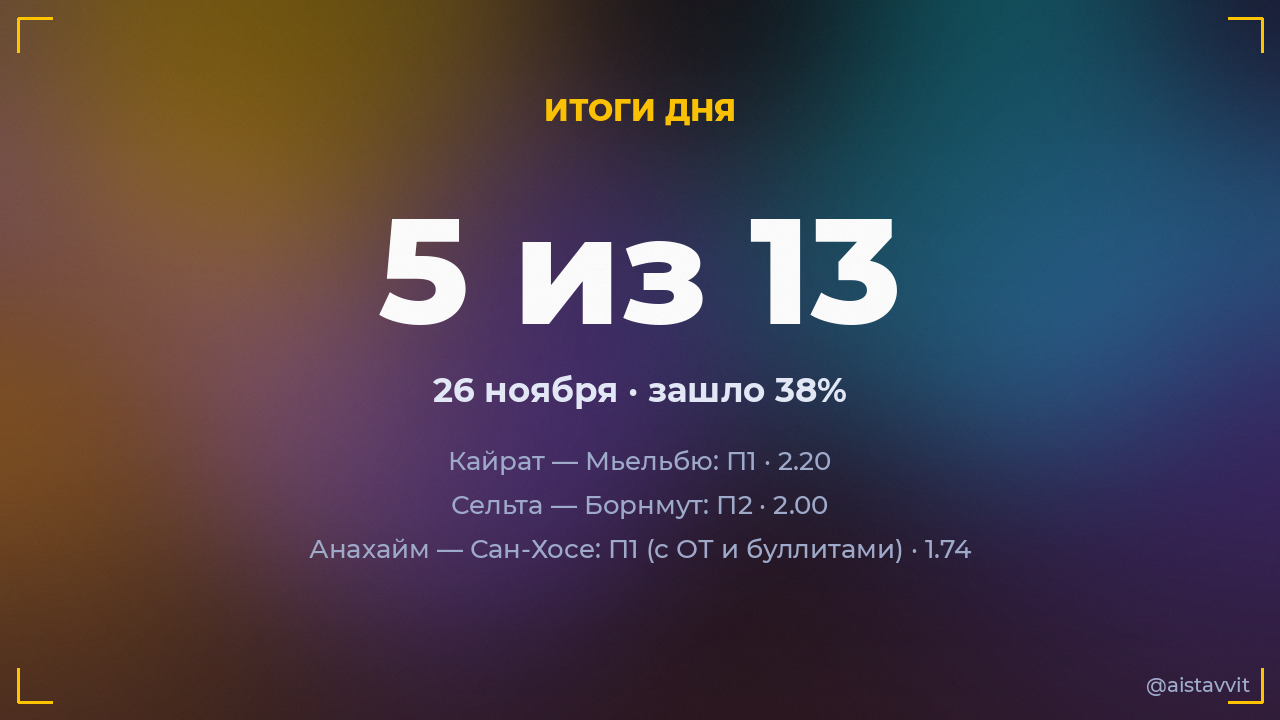 ИТОГИ ДНЯ
5 из 13
26 ноября · зашло 38%
Кайрат — Мьельбю: П1 · 2.20
Сельта — Борнмут: П2 · 2.00
Анахайм — Сан-Хосе: П1 (с ОТ и буллитами) · 1.74
@aistavvit